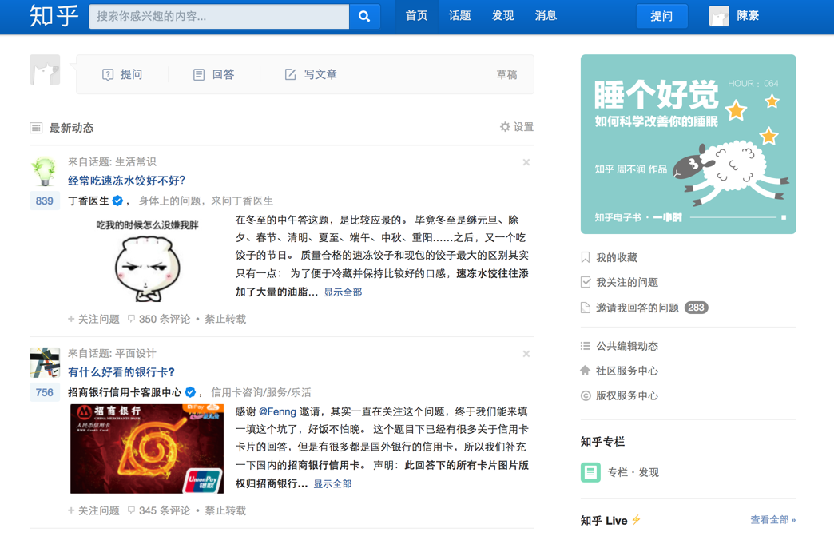 知乎
搜索你感兴趣的内容...
首页 话题 发现 消息
提问
陳豪
提问 回答 写文章 草稿
最新动态 设置
来自话题: 生活常识
经常吃速冻水饺好不好?
839
丁香医生 ， 身体上的问题，来问丁香医生
吃我的时候怎么没嫌我胖
在冬至的中午答这题，是比较应景的。 毕竟冬至是继元旦、除
夕、春节、清明、夏至、端午、中秋、重阳……之后，又一个吃
饺子的节日。 质量合格的速冻饺子和现包的饺子最大的区别其实
只有一点： 为了便于冷藏并保持比较好的口感，速冻水饺往往添
加了大量的油脂... 显示全部
关注问题 350 条评论 • 禁止转载
来自话题: 平面设计
有什么好看的银行卡?
756
招商银行信用卡客服中心 ， 信用卡咨询/服务/乐活
招商银行
UnionPay
银联
感谢 @Fenng 邀请，其实一直在关注这个问题，终于我们能来填
一填这个坑了，好饭不怕晚。 这个题目下已经有很多关于信用卡
卡片的回答，但是有很多都是国外银行的信用卡，所以我们补充
一下国内的招商银行信用卡。 声明：此回答下的所有卡片图片版
权归招商银行... 显示全部
关注问题 345 条评论 • 禁止转载
睡个好觉
HOUR : 064
如何科学改善你的睡眠
知乎 周不润 作品
知乎电子书 · 一小时
我的收藏
我关注的问题
邀请我回答的问题 283
公共编辑动态
社区服务中心
版权服务中心
知乎专栏
专栏 · 发现
知乎 Live ⚡ 查看全部 »